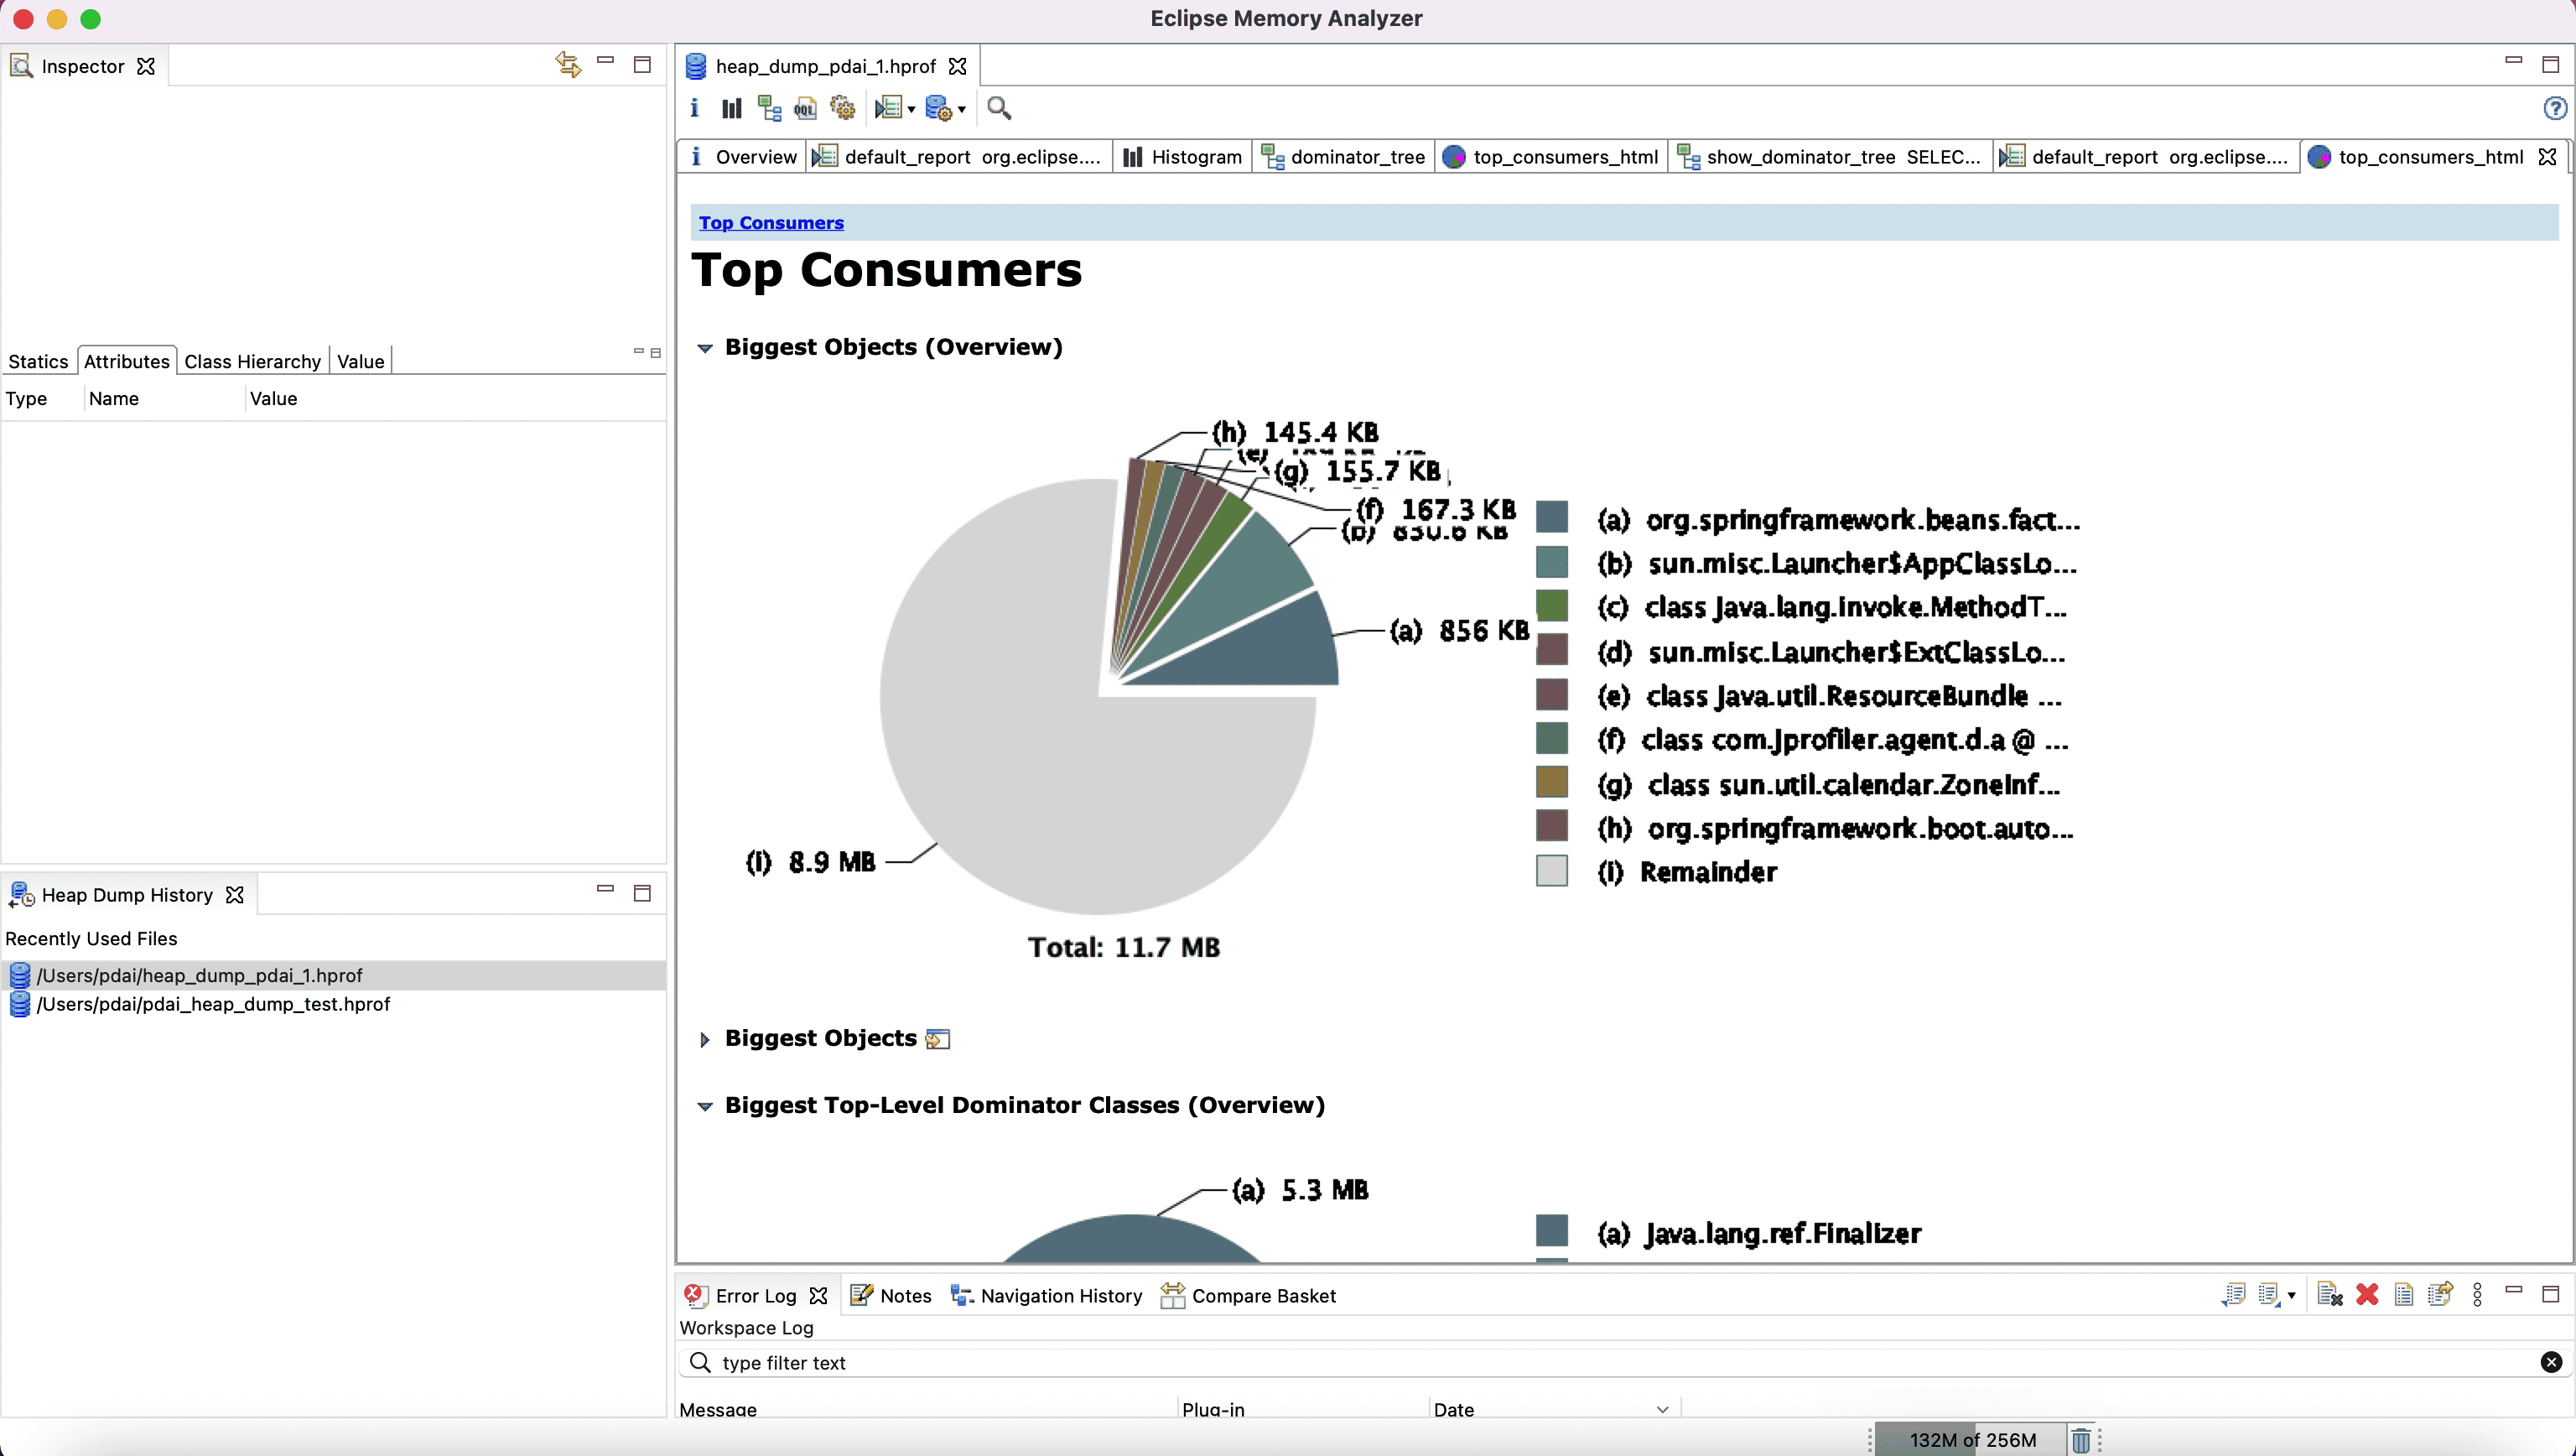 Eclipse Memory Analyzer
Inspector
heap_dump_pdai_1.hprof
Overview
default_report org.eclipse....
Histogram
dominator_tree
top_consumers_html
show_dominator_tree SELEC...
default_report org.eclipse....
top_consumers_html
Top Consumers
Top Consumers
Biggest Objects (Overview)
Statics
Attributes
Class Hierarchy
Value
Type
Name
Value
(h) 145.4 KB
(e)
(g) 155.7 KB
(f) 167.3 KB
(b) 830.6 KB
(a) 856 KB
(i) 8.9 MB
Total: 11.7 MB
(a) org.springframework.beans.fact...
(b) sun.misc.Launcher$AppClassLo...
(c) class java.lang.invoke.MethodT...
(d) sun.misc.Launcher$ExtClassLo...
(e) class java.util.ResourceBundle ...
(f) class com.jprofiler.agent.d.a @ ...
(g) class sun.util.calendar.ZoneInf...
(h) org.springframework.boot.auto...
(i) Remainder
Biggest Objects
Biggest Top-Level Dominator Classes (Overview)
(a) 5.3 MB
(a) java.lang.ref.Finalizer
Heap Dump History
Recently Used Files
/Users/pdai/heap_dump_pdai_1.hprof
/Users/pdai/pdai_heap_dump_test.hprof
Error Log
Notes
Navigation History
Compare Basket
Workspace Log
type filter text
Message
Plug-in
Date
132M of 256M